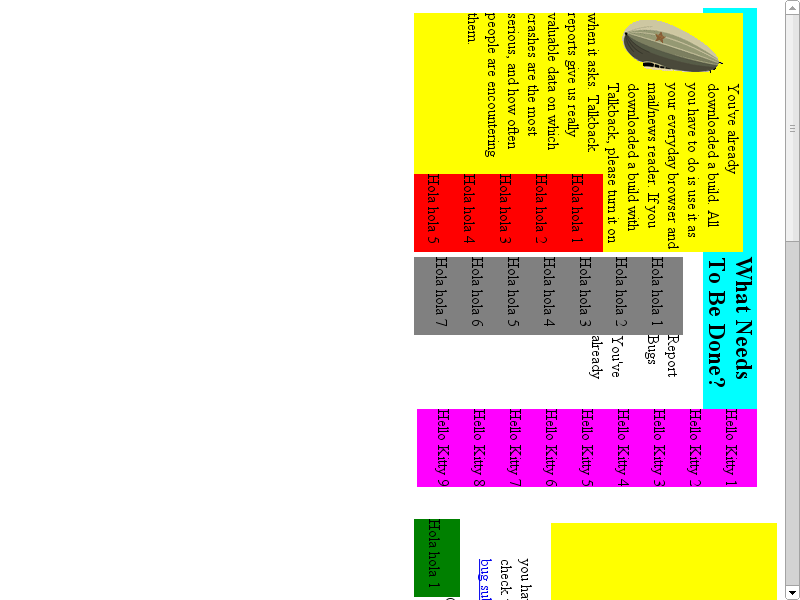 What Needs
To Be Done?
You've already
downloaded a build. All
you have to do is use it as
your everyday browser and
mail/news reader. If you
downloaded a build with
Talkback, please turn it on
when it asks. Talkback
reports give us really
valuable data on which
crashes are the most
serious, and how often
people are encountering
them.
Hola hola 1
Hola hola 2
Hola hola 3
Hola hola 4
Hola hola 5
Hola hola 1
Hola hola 2
Hola hola 3
Hola hola 4
Hola hola 5
Hola hola 6
Hola hola 7
Report
Bugs
You've
already
Hello Kitty 1
Hello Kitty 2
Hello Kitty 3
Hello Kitty 4
Hello Kitty 5
Hello Kitty 6
Hello Kitty 7
Hello Kitty 8
Hello Kitty 9
you
check
bug
Hola hola 1